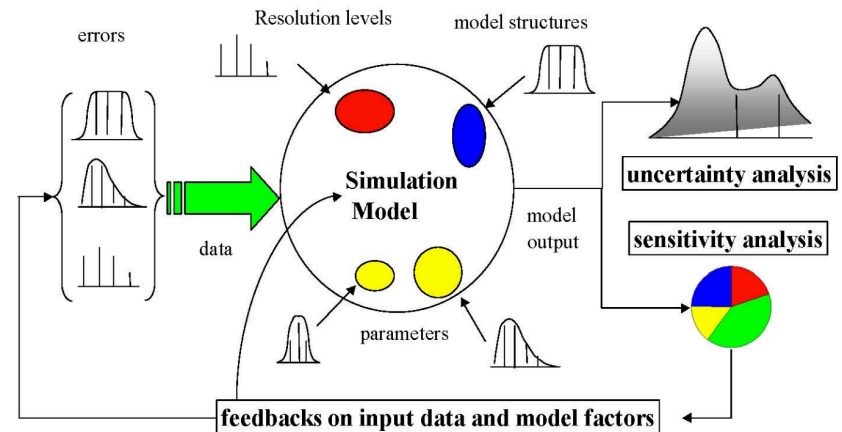 errors
Resolution levels
model structures
Simulation
Model
data
parameters
model
output
uncertainty analysis
sensitivity analysis
feedbacks on input data and model factors